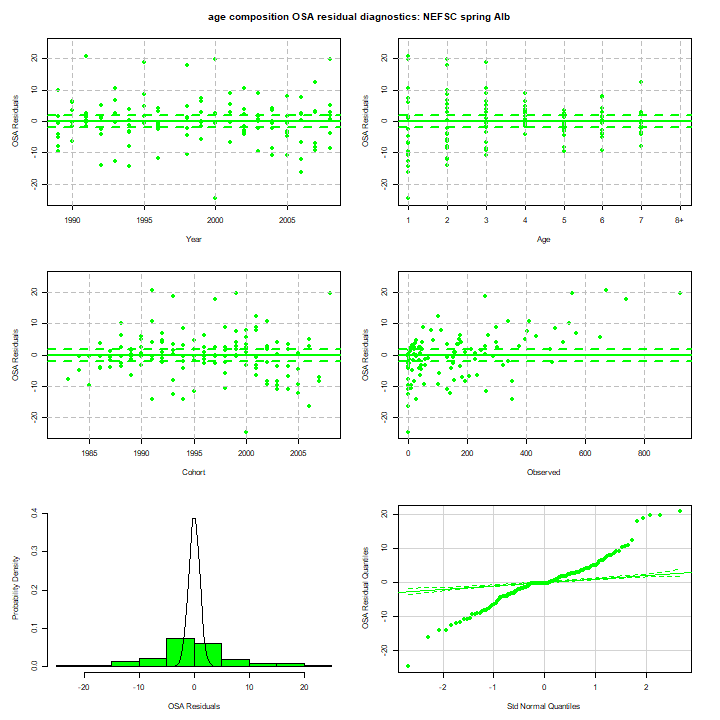 age composition OSA residual diagnostics: NEFSC spring Alb
20
10
0
-10
-20
OSA Residuals
1990 1995 2000 2005
Year
20
10
0
-10
-20
OSA Residuals
1 2 3 4 5 6 7 8+
Age
20
10
0
-10
-20
OSA Residuals
1985 1990 1995 2000 2005
Cohort
20
10
0
-10
-20
OSA Residuals
0 200 400 600 800
Observed
0.4
0.3
0.2
0.1
0.0
Probability Density
-20 -10 0 10 20
OSA Residuals
20
10
0
-10
-20
OSA Residual Quantiles
-2 -1 0 1 2
Std Normal Quantiles